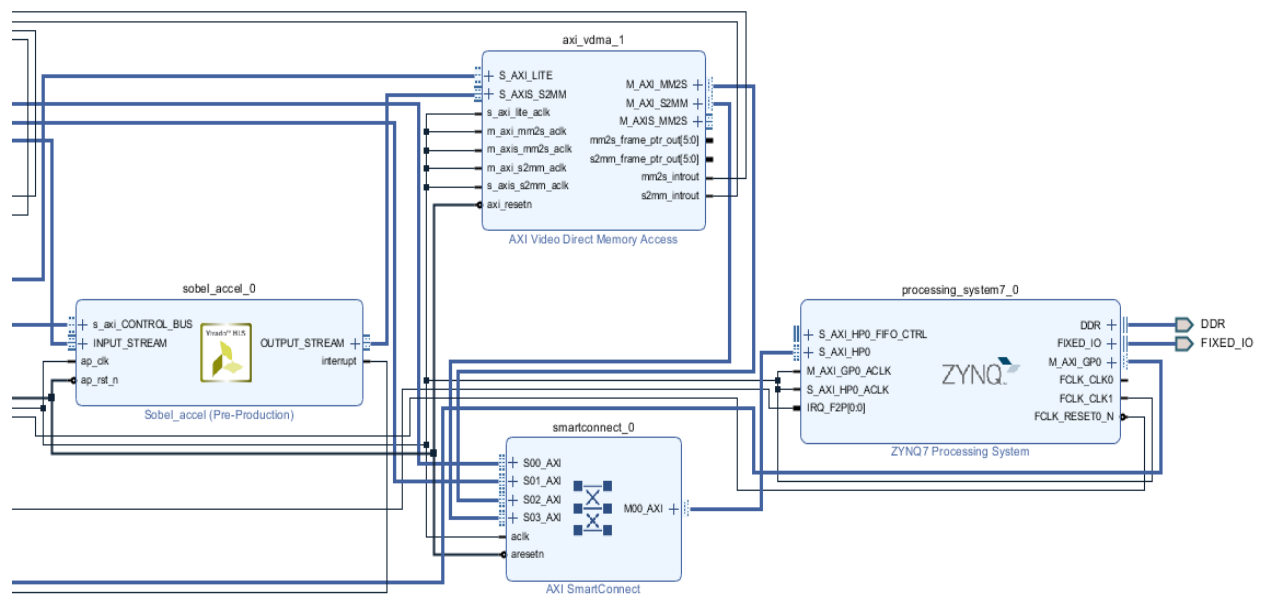 axi_vdma_1
S_AXI_LITE
S_AXIS_S2MM
s_axi_lite_aclk
m_axi_mm2s_aclk
m_axis_mm2s_aclk
m_axi_s2mm_aclk
s_axis_s2mm_aclk
axi_resetn
M_AXI_MM2S
M_AXI_S2MM
M_AXIS_MM2S
mm2s_frame_ptr_out[5:0]
s2mm_frame_ptr_out[5:0]
mm2s_introut
s2mm_introut
AXI Video Direct Memory Access
sobel_accel_0
s_axi_CONTROL_BUS
INPUT_STREAM
ap_clk
ap_rst_n
Vivado™ HLS
OUTPUT_STREAM
interrupt
Sobel_accel (Pre-Production)
processing_system7_0
S_AXI_HP0_FIFO_CTRL
S_AXI_HP0
M_AXI_GP0_ACLK
S_AXI_HP0_ACLK
IRQ_F2P[0:0]
ZYNQ
DDR
FIXED_IO
M_AXI_GP0
FCLK_CLK0
FCLK_CLK1
FCLK_RESET0_N
ZYNQ7 Processing System
DDR
FIXED_IO
smartconnect_0
S00_AXI
S01_AXI
S02_AXI
S03_AXI
aclk
aresetn
M00_AXI
AXI SmartConnect